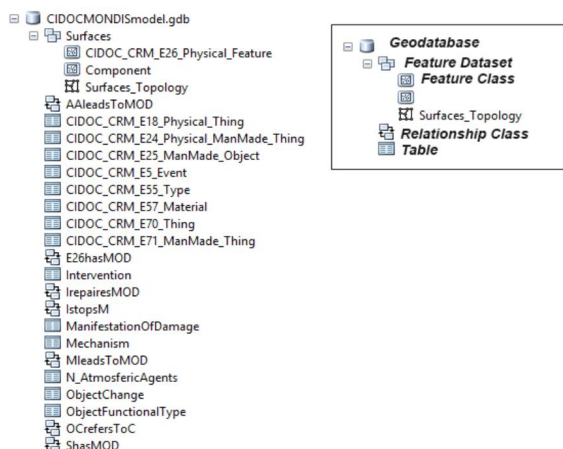 CIDOCMONDISmodel.gdb
Surfaces
CIDOC_CRM_E26_Physical_Feature
Component
Surfaces_Topology
AAleadsToMOD
CIDOC_CRM_E18_Physical_Thing
CIDOC_CRM_E24_Physical_ManMade_Thing
CIDOC_CRM_E25_ManMade_Object
CIDOC_CRM_E5_Event
CIDOC_CRM_E55_Type
CIDOC_CRM_E57_Material
CIDOC_CRM_E70_Thing
CIDOC_CRM_E71_ManMade_Thing
E26hasMOD
Intervention
IrepairesMOD
IstopsM
ManifestationOfDamage
Mechanism
MleadsToMOD
N_AtmosfericAgents
ObjectChange
ObjectFunctionalType
OCrefersToC
ShasMOD
Geodatabase
Feature Dataset
Feature Class
Surfaces_Topology
Relationship Class
Table